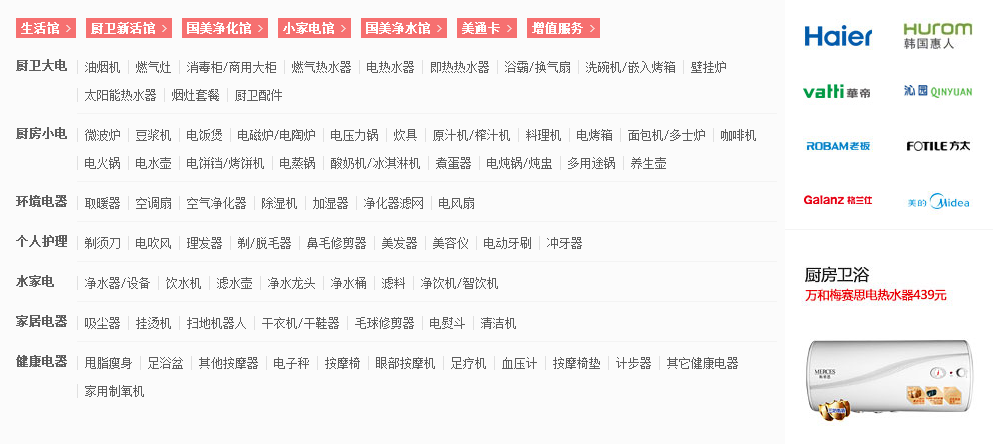 生活馆 > 厨卫新活馆 > 国美净化馆 > 小家电馆 > 国美净水馆 > 美通卡 > 增值服务 >
厨卫大电 油烟机 燃气灶 消毒柜/商用大柜 燃气热水器 电热水器 即热热水器 浴霸/换气扇 洗碗机/嵌入烤箱 壁挂炉
太阳能热水器 烟灶套餐 厨卫配件
厨房小电 微波炉 豆浆机 电饭煲 电磁炉/电陶炉 电压力锅 炊具 原汁机/榨汁机 料理机 电烤箱 面包机/多士炉 咖啡机
电火锅 电水壶 电饼铛/烤饼机 电蒸锅 酸奶机/冰淇淋机 煮蛋器 电炖锅/炖盅 多用途锅 养生壶
环境电器 取暖器 空调扇 空气净化器 除湿机 加湿器 净化器滤网 电风扇
个人护理 剃须刀 电吹风 理发器 剃/脱毛器 鼻毛修剪器 美发器 美容仪 电动牙刷 冲牙器
水家电 净水器/设备 饮水机 滤水壶 净水龙头 净水桶 滤料 净饮机/智饮机
家居电器 吸尘器 挂烫机 扫地机器人 干衣机/干鞋器 毛球修剪器 电熨斗 清洁机
健康电器 甩脂瘦身 足浴盆 其他按摩器 电子秤 按摩椅 眼部按摩机 足疗机 血压计 按摩椅垫 计步器 其它健康电器
家用制氧机
Haier HUROM
韩国惠人
vatti 華帝 沁园 QINYUAN
ROBAM老板 FOTILE 方太
Galanz 格兰仕 美的 Midea
厨房卫浴
万和梅赛思电热水器439元
MERCES